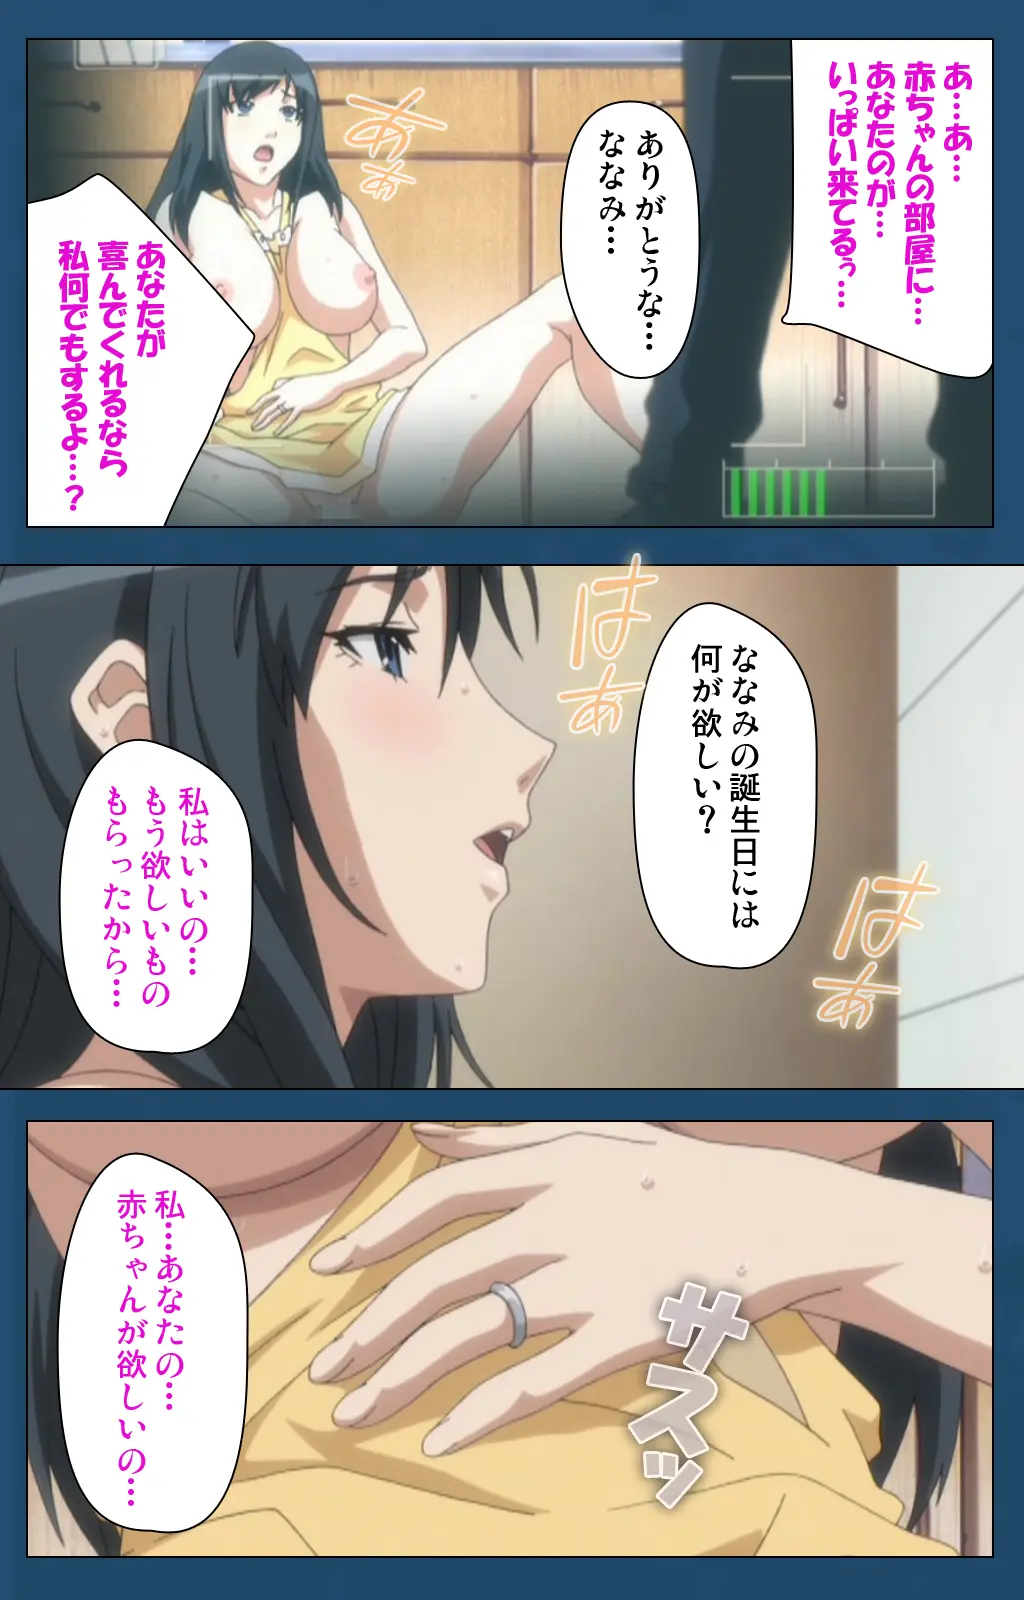 あ…あ…
赤ちゃんの部屋に…
あなたのが…
いっぱい来てるぅ…
ありがとうな…
ななみ…
あぁ
ぁぁ
あなたが
喜んでくれるなら
私何でもするよ…？
はぁ
ななみの誕生日には
何が欲しい？
はぁ
私はいいの…
もう欲しいもの
もらったから…
私…あなたの…
赤ちゃんが欲しいの…
サスッ